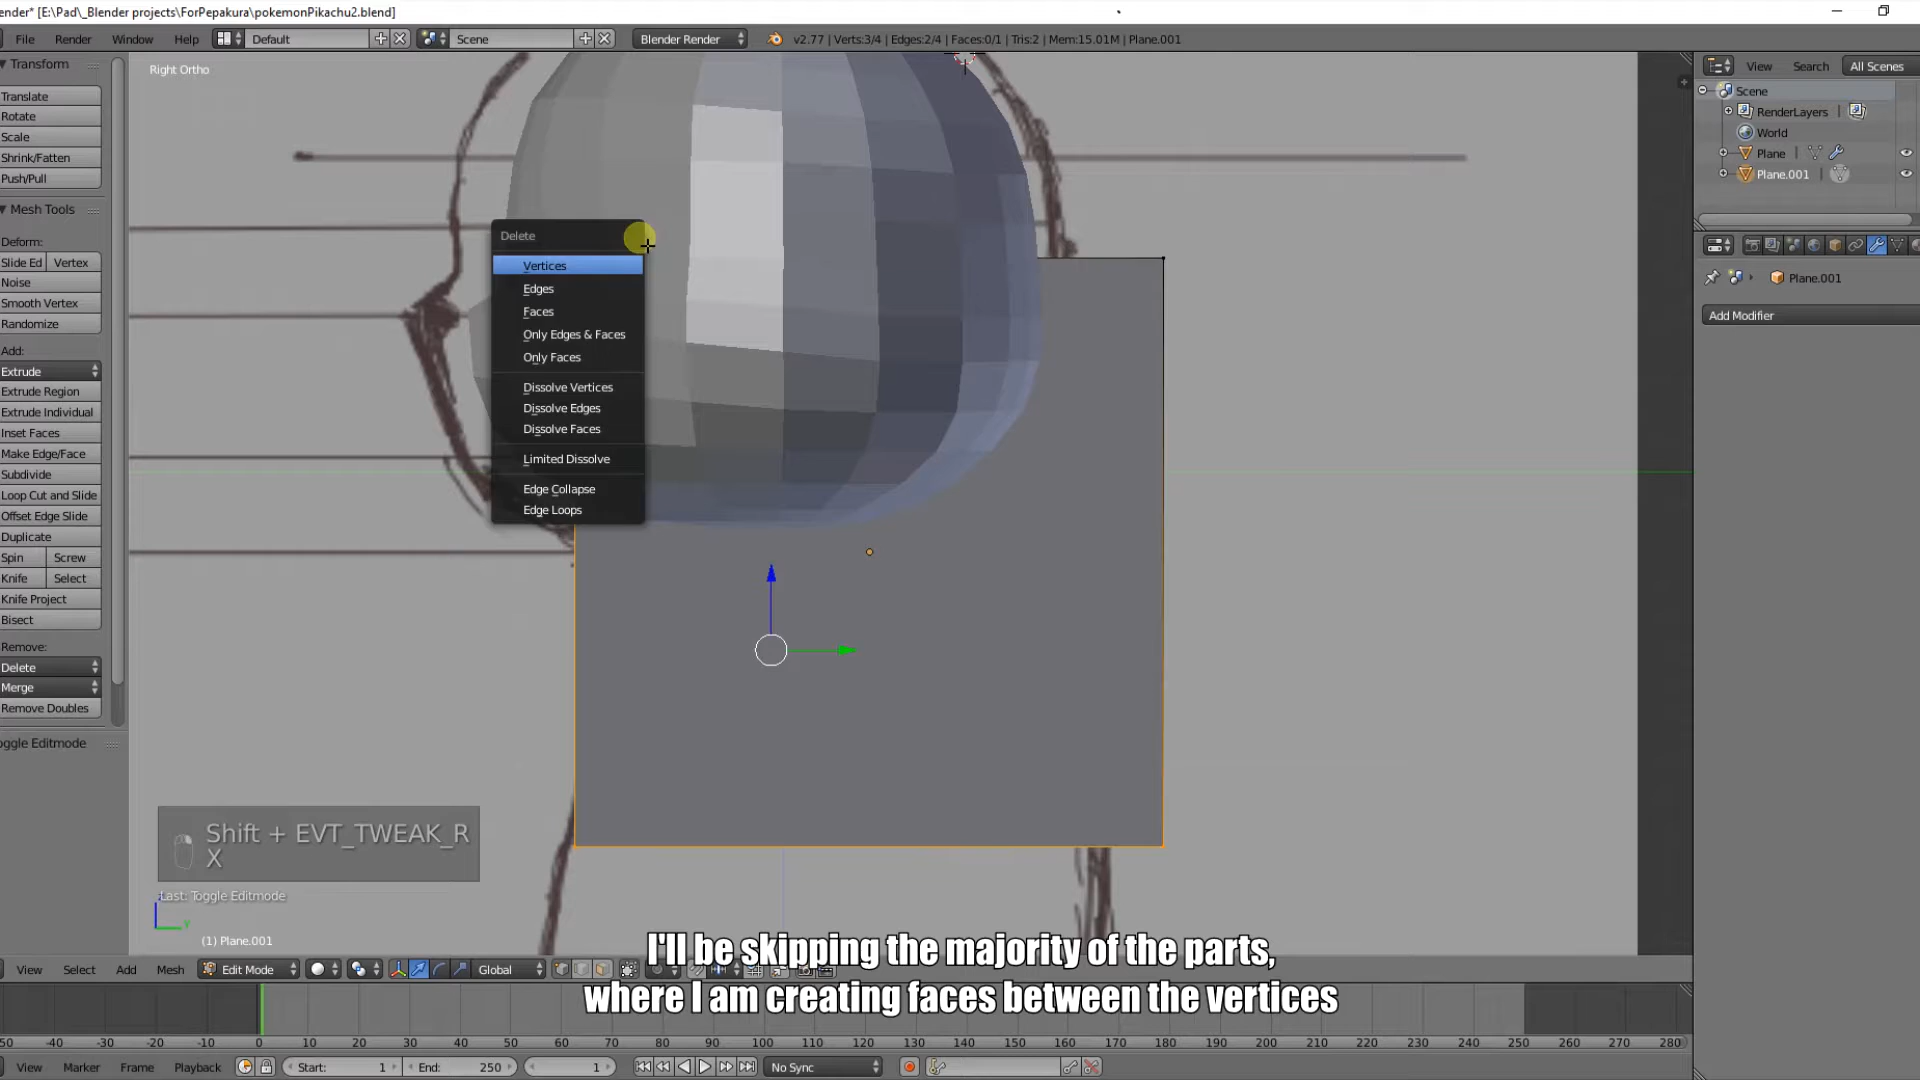 ender* [E:\Pad\_Blender projects\ForPepakura\pokemonPikachu2.blend]
File Render Window Help Default Scene Blender Render v2.77 | Verts:3/4 | Edges:2/4 | Faces:0/1 | Tris:2 | Mem:15.01M | Plane.001
Transform
Translate
Rotate
Scale
Shrink/Fatten
Push/Pull
Mesh Tools
Deform:
Slide Ed Vertex
Noise
Smooth Vertex
Randomize
Add:
Extrude
Extrude Region
Extrude Individual
Inset Faces
Make Edge/Face
Subdivide
Loop Cut and Slide
Offset Edge Slide
Duplicate
Spin Screw
Knife Select
Knife Project
Bisect
Remove:
Delete
Merge
Remove Doubles
oggle Editmode
Right Ortho
Delete
Vertices
Edges
Faces
Only Edges & Faces
Only Faces
Dissolve Vertices
Dissolve Edges
Dissolve Faces
Limited Dissolve
Edge Collapse
Edge Loops
Shift + EVT_TWEAK_R
X
Last: Toggle Editmode
(1) Plane.001
View Search All Scenes
Scene
RenderLayers
World
Plane
Plane.001
Plane.001
Add Modifier
I'll be skipping the majority of the parts,
where I am creating faces between the vertices
View Select Add Mesh Edit Mode Global
-50 -40 -30 -20 -10 0 10 20 30 40 50 60 70 80 90 100 110 120 130 140 150 160 170 180 190 200 210 220 230 240 250 260 270 280
View Marker Frame Playback Start: 1 End: 250 1 No Sync